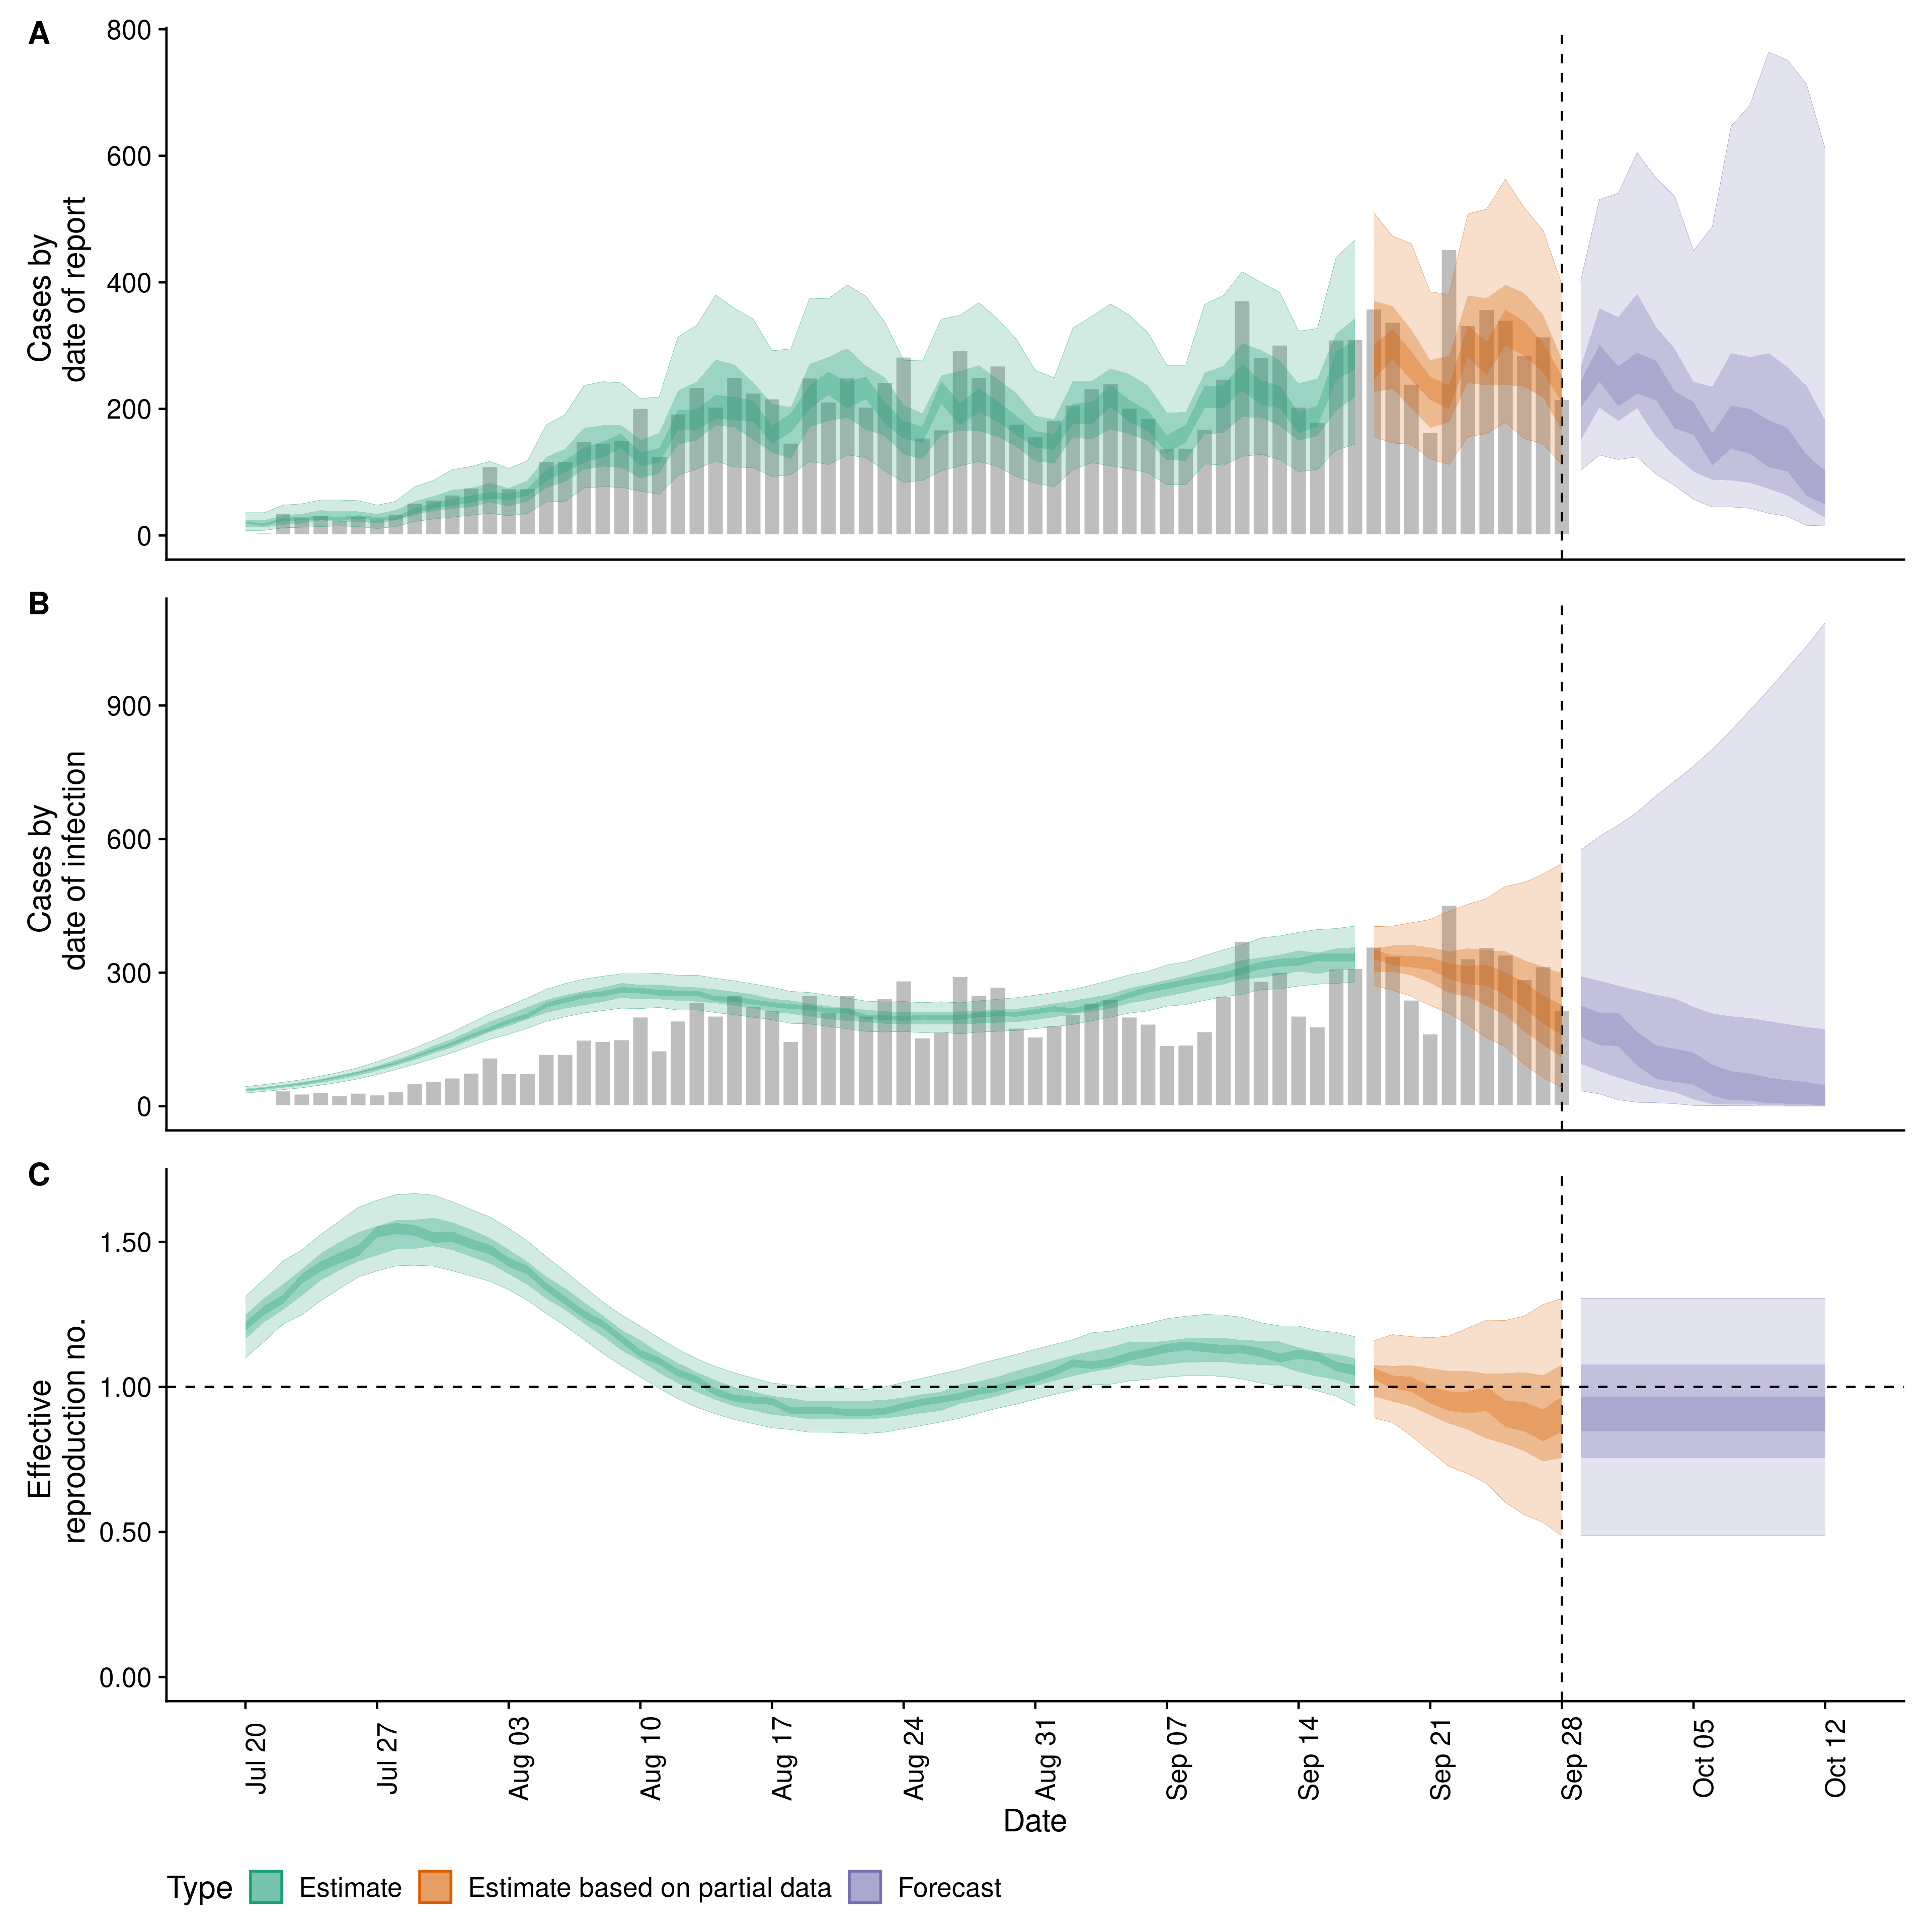 A
800
600
400
200
0
Cases by
date of report
B
900
600
300
0
Cases by
date of infection
C
1.50
1.00
0.50
0.00
Effective
reproduction no.
Jul 20
Jul 27
Aug 03
Aug 10
Aug 17
Aug 24
Aug 31
Sep 07
Sep 14
Sep 21
Sep 28
Oct 05
Oct 12
Date
Type Estimate Estimate based on partial data Forecast